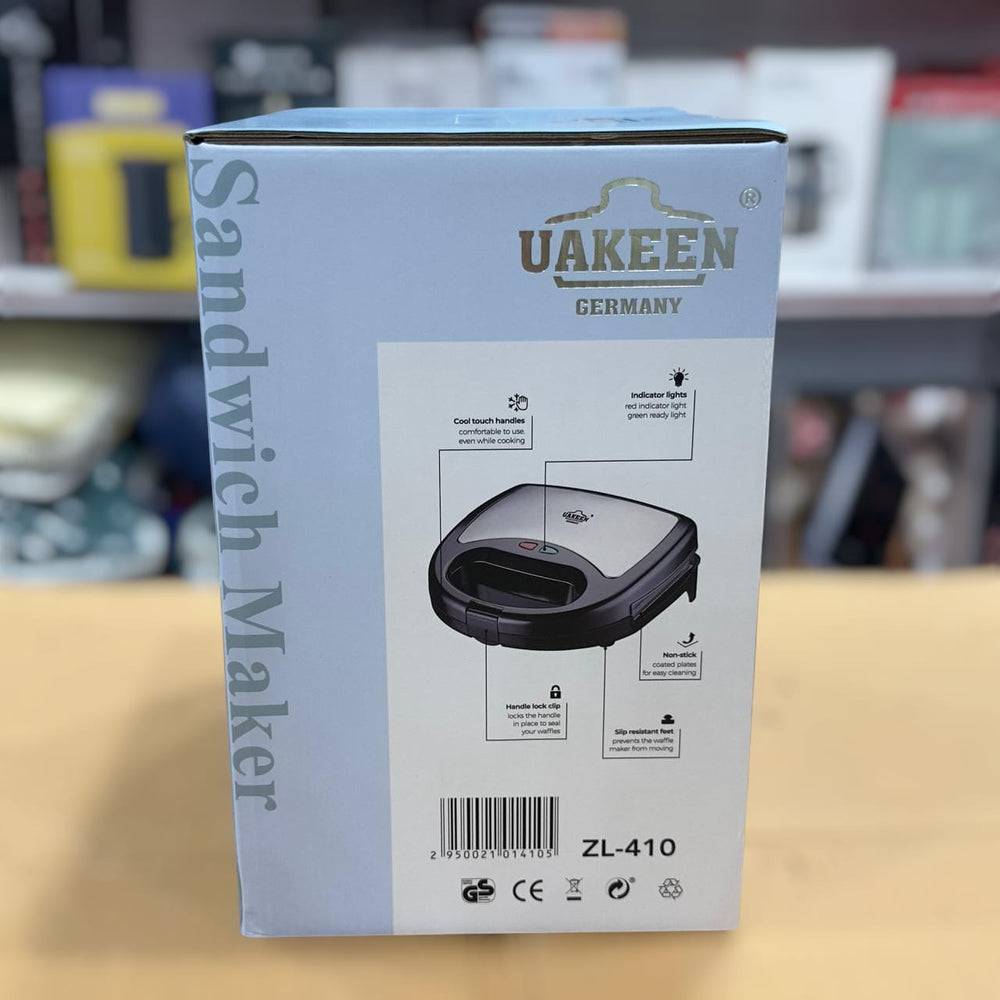 Sandwich Maker
UAKEEN
®
GERMANY
Indicator lights
red indicator light
green ready light
Cool touch handles
comfortable to use.
even while cooking
UAKEEN
Non-stick
coated plates
for easy cleaning
Handle lock clip
locks the handle
in place to seal
your waffles
Slip resistant feet
prevents the waffle
maker from moving
2 950021 014105
ZL-410
GS
CE